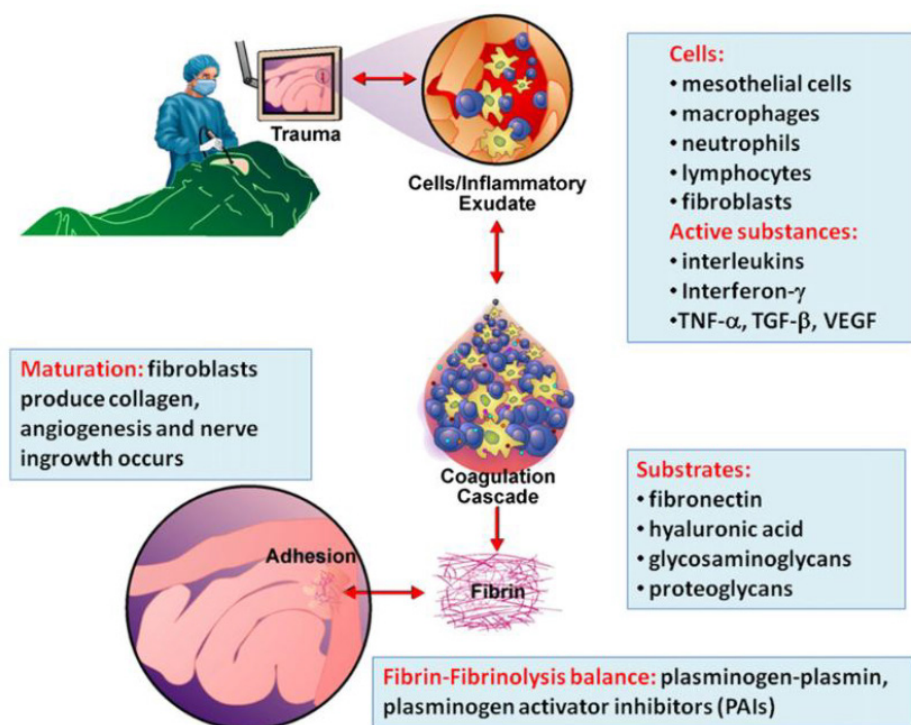 Trauma
Cells/Inflammatory
Exudate
Cells:
• mesothelial cells
• macrophages
• neutrophils
• lymphocytes
• fibroblasts
Active substances:
• interleukins
• Interferon-γ
•TNF-α, TGF-β, VEGF
Maturation: fibroblasts
produce collagen,
angiogenesis and nerve
ingrowth occurs
Coagulation
Cascade
Substrates:
• fibronectin
• hyaluronic acid
• glycosaminoglycans
• proteoglycans
Adhesion
Fibrin
Fibrin-Fibrinolysis balance: plasminogen-plasmin,
plasminogen activator inhibitors (PAIs)